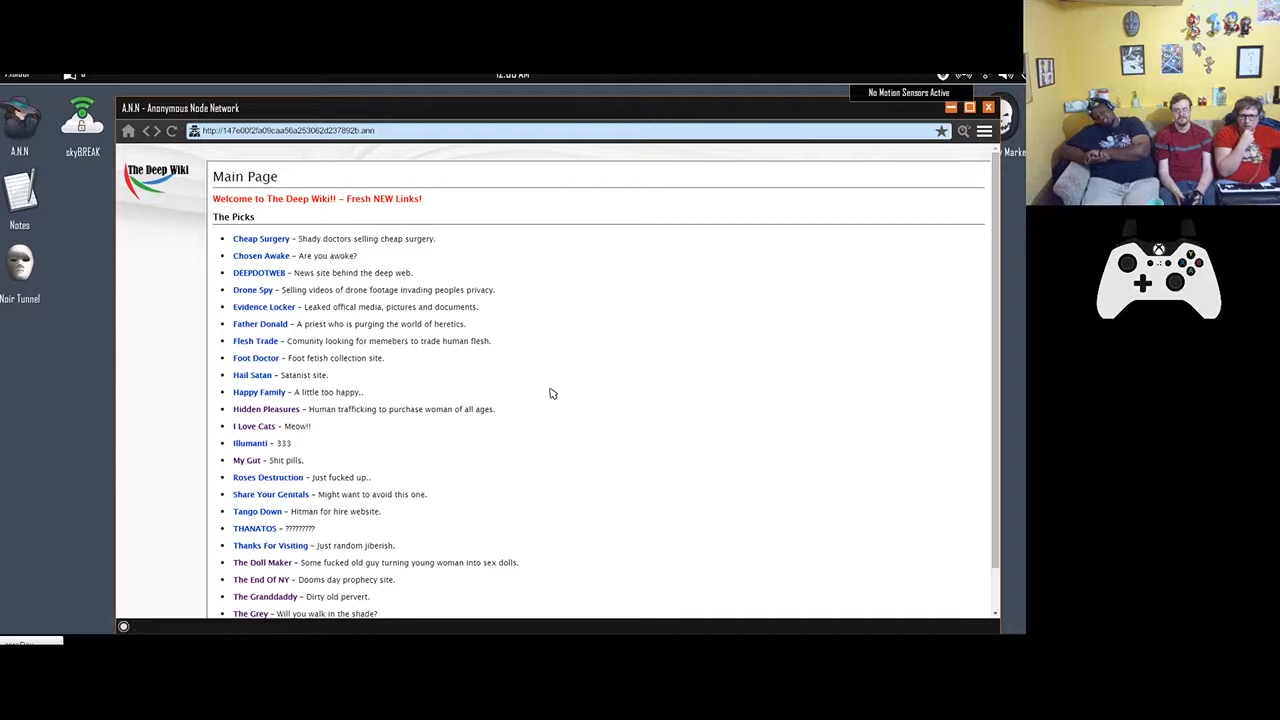 12:00 AM
No Motion Sensors Active
A.N.N - Anonymous Node Network
http://147e00f2fa09caa56a253062d237892b.ann
A.N.N
skyBREAK
Notes
Noir Tunnel
The Deep Wiki
Main Page
Welcome to The Deep Wiki!! - Fresh NEW Links!
The Picks
Cheap Surgery - Shady doctors selling cheap surgery.
Chosen Awake - Are you awoke?
DEEPDOTWEB - News site behind the deep web.
Drone Spy - Selling videos of drone footage invading peoples privacy.
Evidence Locker - Leaked offical media, pictures and documents.
Father Donald - A priest who is purging the world of heretics.
Flesh Trade - Comunity looking for memebers to trade human flesh.
Foot Doctor - Foot fetish collection site.
Hail Satan - Satanist site.
Happy Family - A little too happy..
Hidden Pleasures - Human trafficking to purchase woman of all ages.
I Love Cats - Meow!!
Illumanti - 333
My Gut - Shit pills.
Roses Destruction - Just fucked up..
Share Your Genitals - Might want to avoid this one.
Tango Down - Hitman for hire website.
THANATOS - ?????????
Thanks For Visiting - Just random jiberish.
The Doll Maker - Some fucked old guy turning young woman into sex dolls.
The End Of NY - Dooms day prophecy site.
The Granddaddy - Dirty old pervert.
The Grey - Will you walk in the shade?